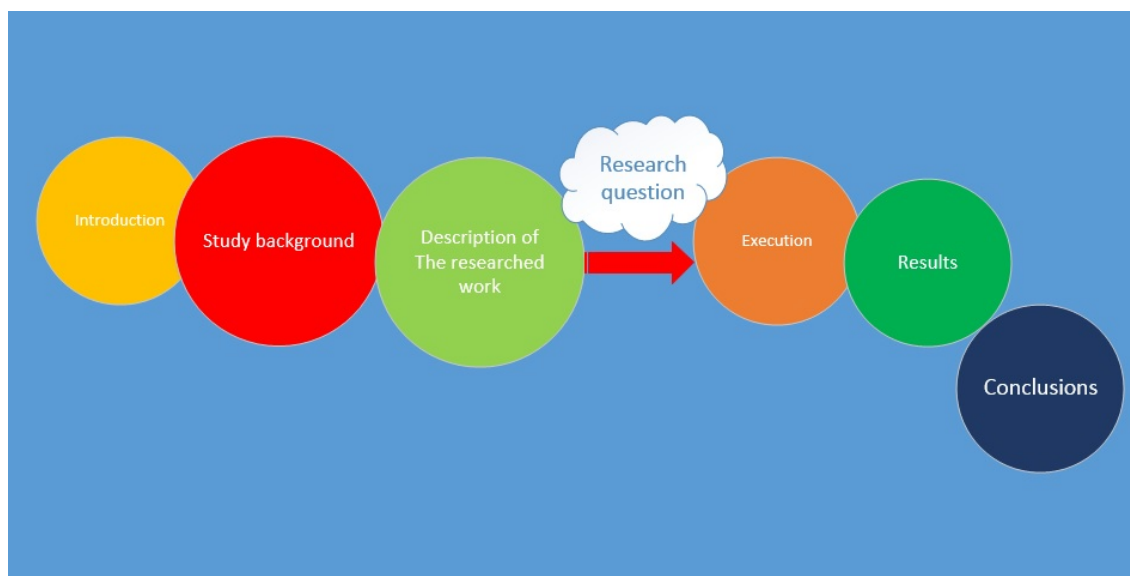 Introduction
Study background
Description of
The researched
work
Research
question
Execution
Results
Conclusions